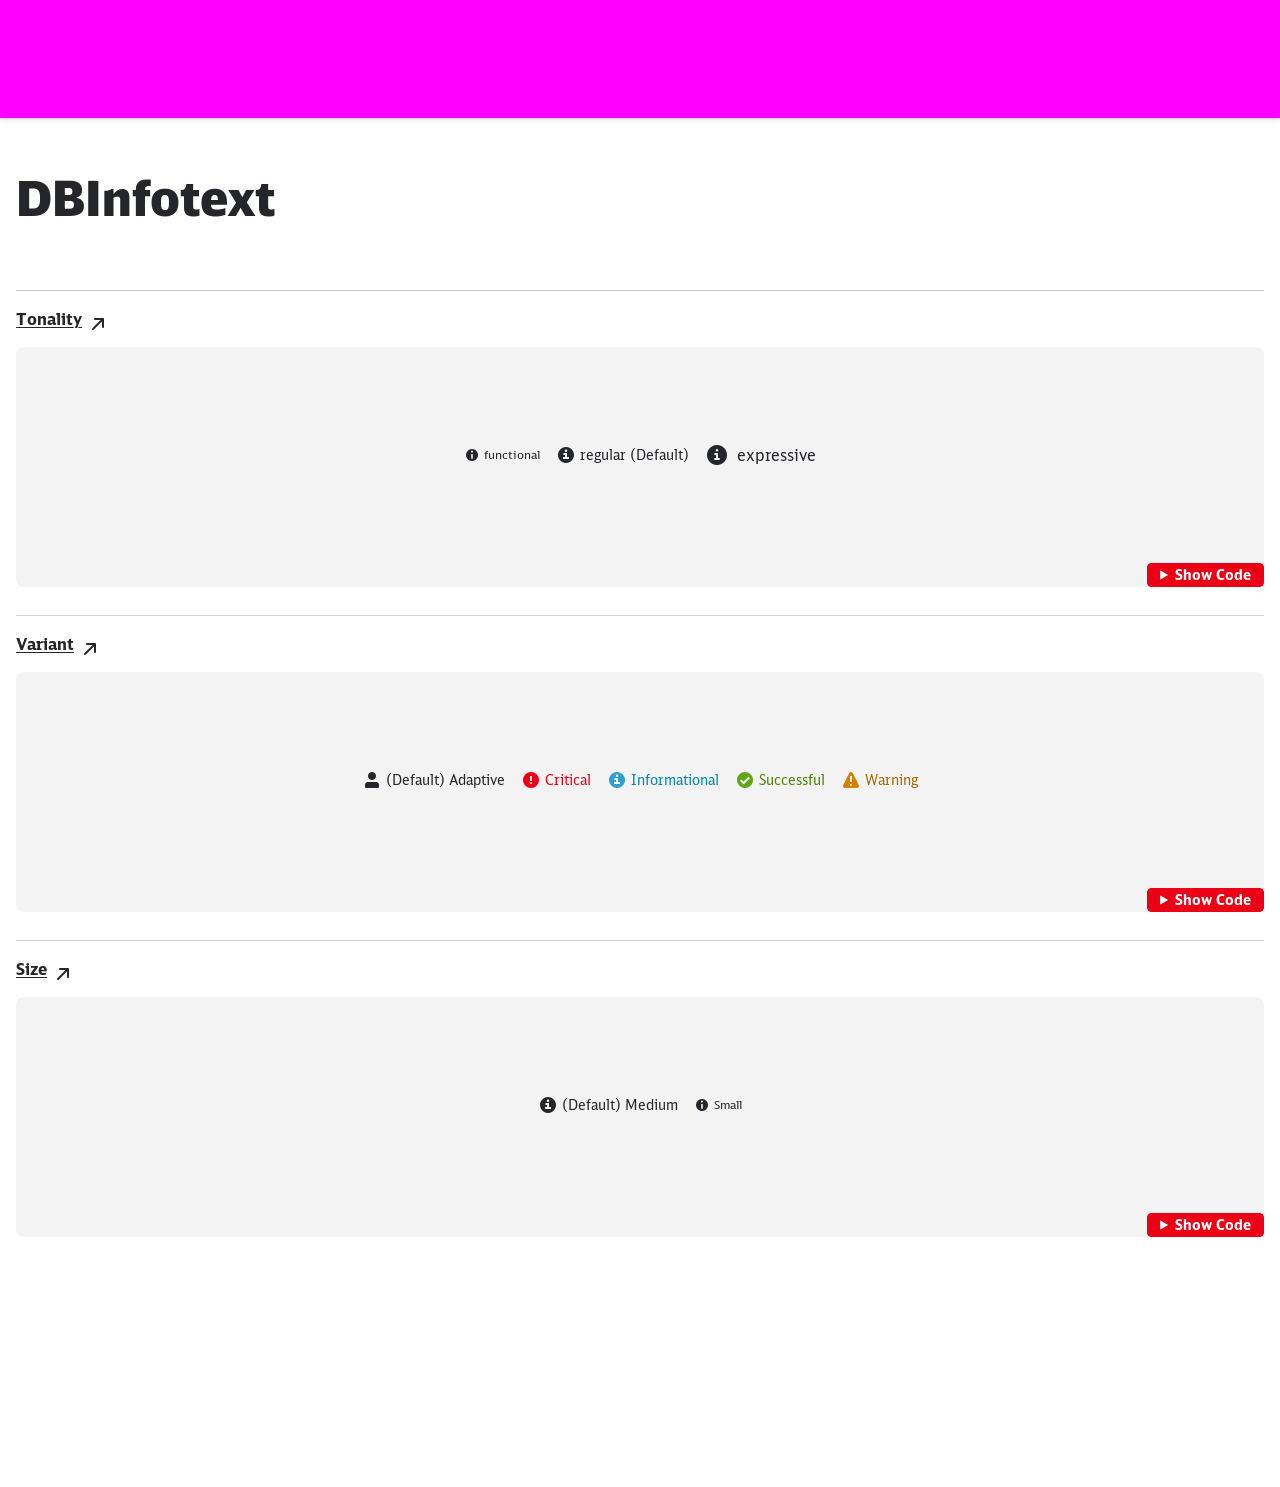 DBInfotext
Tonality
functional regular (Default) expressive
Show Code
Variant
(Default) Adaptive Critical Informational Successful Warning
Show Code
Size
(Default) Medium Small
Show Code